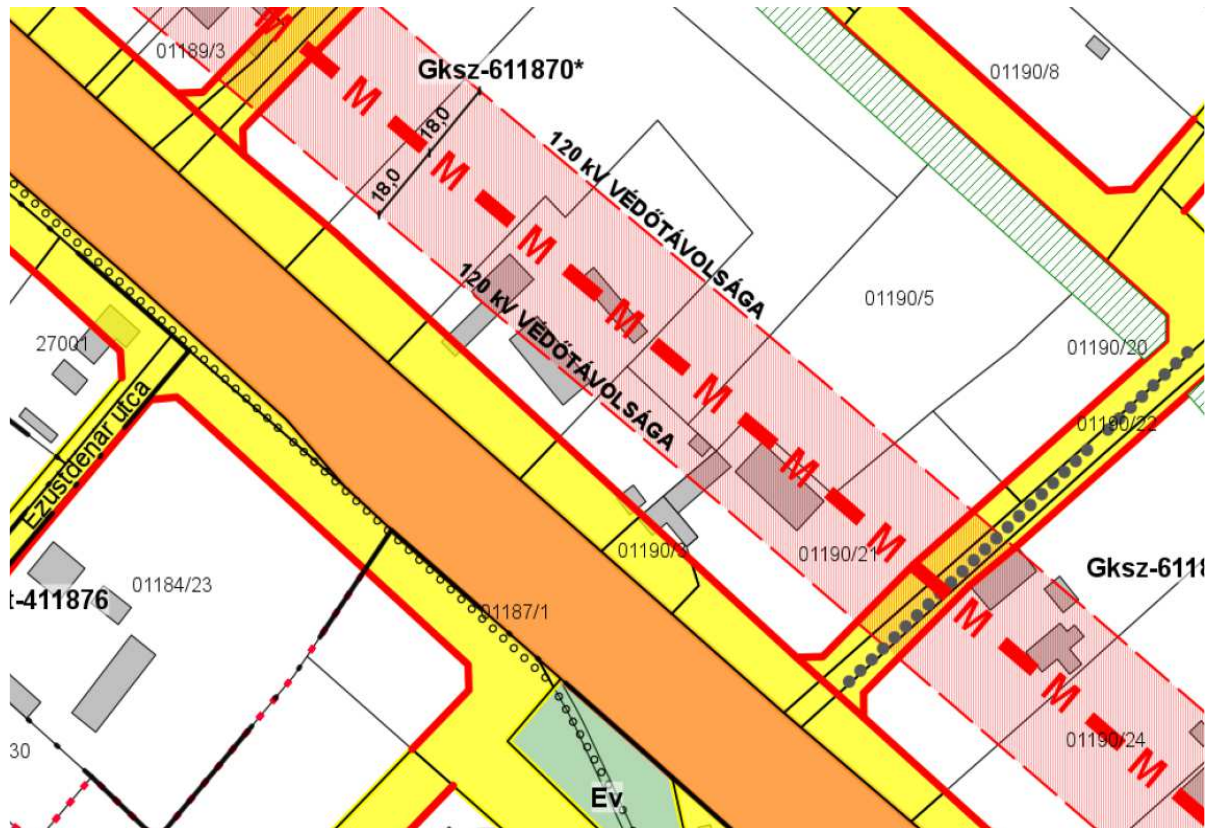 M
01189/3
Gksz-611870*
01190/8
M
18,0
M
18,0
120 kV VÉDŐTÁVOLSÁGA
M
120 kV VÉDŐTÁVOLSÁGA
01190/5
M
27001
01190/20
Ezüstdenár utca
M
01190/22
M
M
01190/3
01190/21
Gksz-6118
t-411876
01184/23
01187/1
M
M
30
01190/24
M
Ev